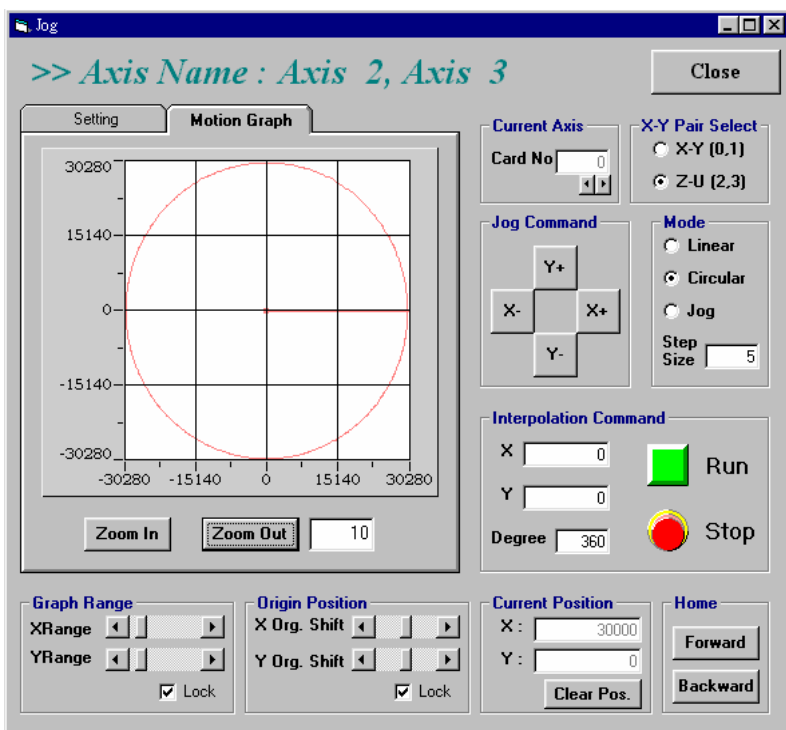 Jog
>> Axis Name : Axis 2, Axis 3
Close
Setting
Motion Graph
30280
15140
0
-15140
-30280
-30280 -15140 0 15140 30280
Zoom In
Zoom Out
10
Current Axis
Card No 0
X-Y Pair Select
X-Y (0,1)
Z-U (2,3)
Jog Command
Y+
X-
X+
Y-
Mode
Linear
Circular
Jog
Step
Size 5
Interpolation Command
X 0
Y 0
Degree 360
Run
Stop
Graph Range
XRange
YRange
Lock
Origin Position
X Org. Shift
Y Org. Shift
Lock
Current Position
X : 30000
Y : 0
Clear Pos.
Home
Forward
Backward